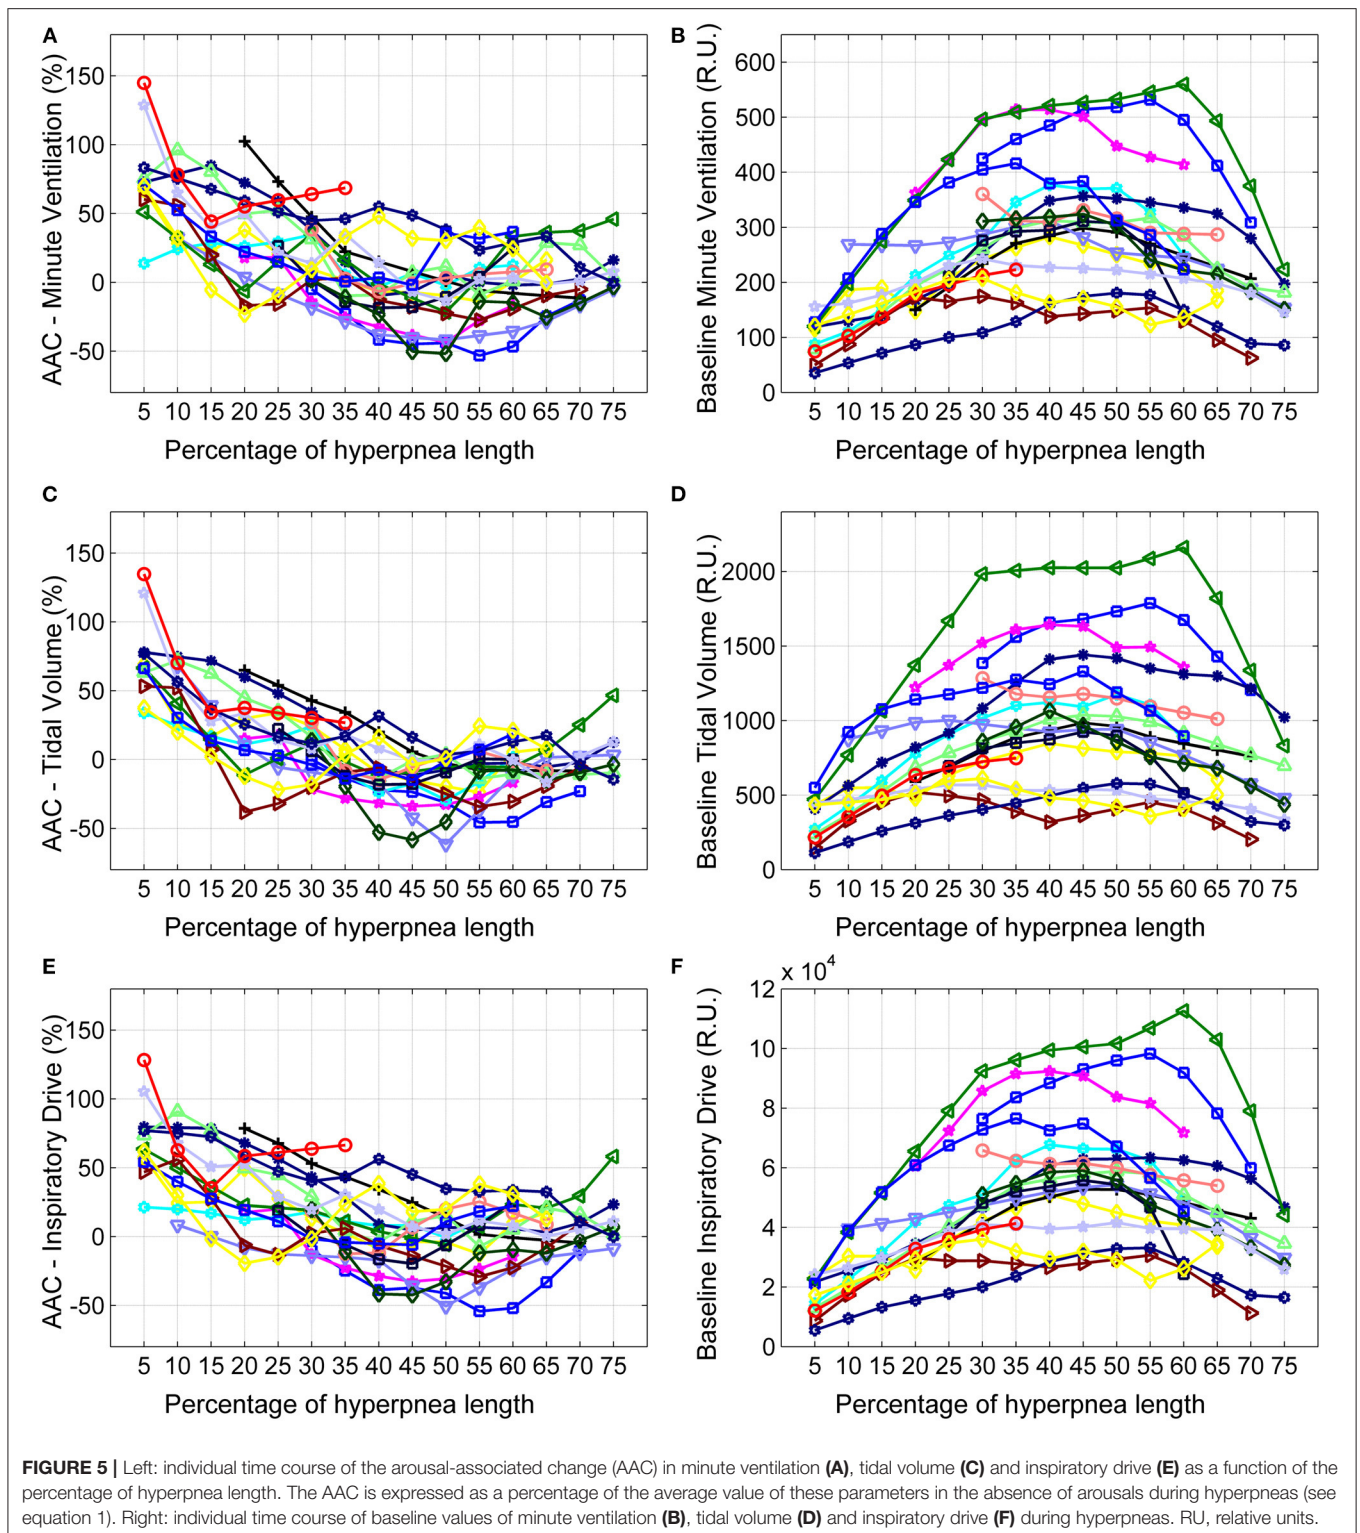 A
AAC - Minute Ventilation (%)
150
100
50
0
-50
5 10 15 20 25 30 35 40 45 50 55 60 65 70 75
Percentage of hyperpnea length
B
Baseline Minute Ventilation (R.U.)
600
500
400
300
200
100
0
5 10 15 20 25 30 35 40 45 50 55 60 65 70 75
Percentage of hyperpnea length
C
AAC - Tidal Volume (%)
150
100
50
0
-50
5 10 15 20 25 30 35 40 45 50 55 60 65 70 75
Percentage of hyperpnea length
D
Baseline Tidal Volume (R.U.)
2000
1500
1000
500
0
5 10 15 20 25 30 35 40 45 50 55 60 65 70 75
Percentage of hyperpnea length
E
AAC - Inspiratory Drive (%)
150
100
50
0
-50
5 10 15 20 25 30 35 40 45 50 55 60 65 70 75
Percentage of hyperpnea length
F
x 10^4
Baseline Inspiratory Drive (R.U.)
12
10
8
6
4
2
0
5 10 15 20 25 30 35 40 45 50 55 60 65 70 75
Percentage of hyperpnea length
FIGURE 5 | Left: individual time course of the arousal-associated change (AAC) in minute ventilation (A), tidal volume (C) and inspiratory drive (E) as a function of the
percentage of hyperpnea length. The AAC is expressed as a percentage of the average value of these parameters in the absence of arousals during hyperpneas (see
equation 1). Right: individual time course of baseline values of minute ventilation (B), tidal volume (D) and inspiratory drive (F) during hyperpneas. RU, relative units.